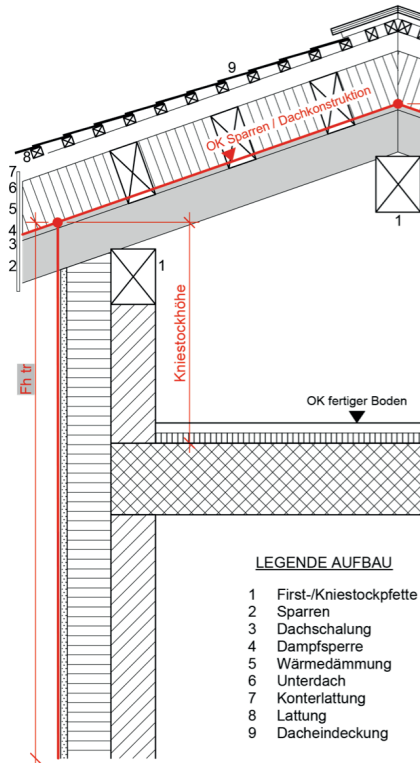 9
OK Sparren / Dachkonstruktion
8
7
6
5
4
3
2
1
1
Kniestockhöhe
Fh tr
OK fertiger Boden
LEGENDE AUFBAU
1 First-/Kniestockpfette
2 Sparren
3 Dachschalung
4 Dampfsperre
5 Wärmedämmung
6 Unterdach
7 Konterlattung
8 Lattung
9 Dacheindeckung